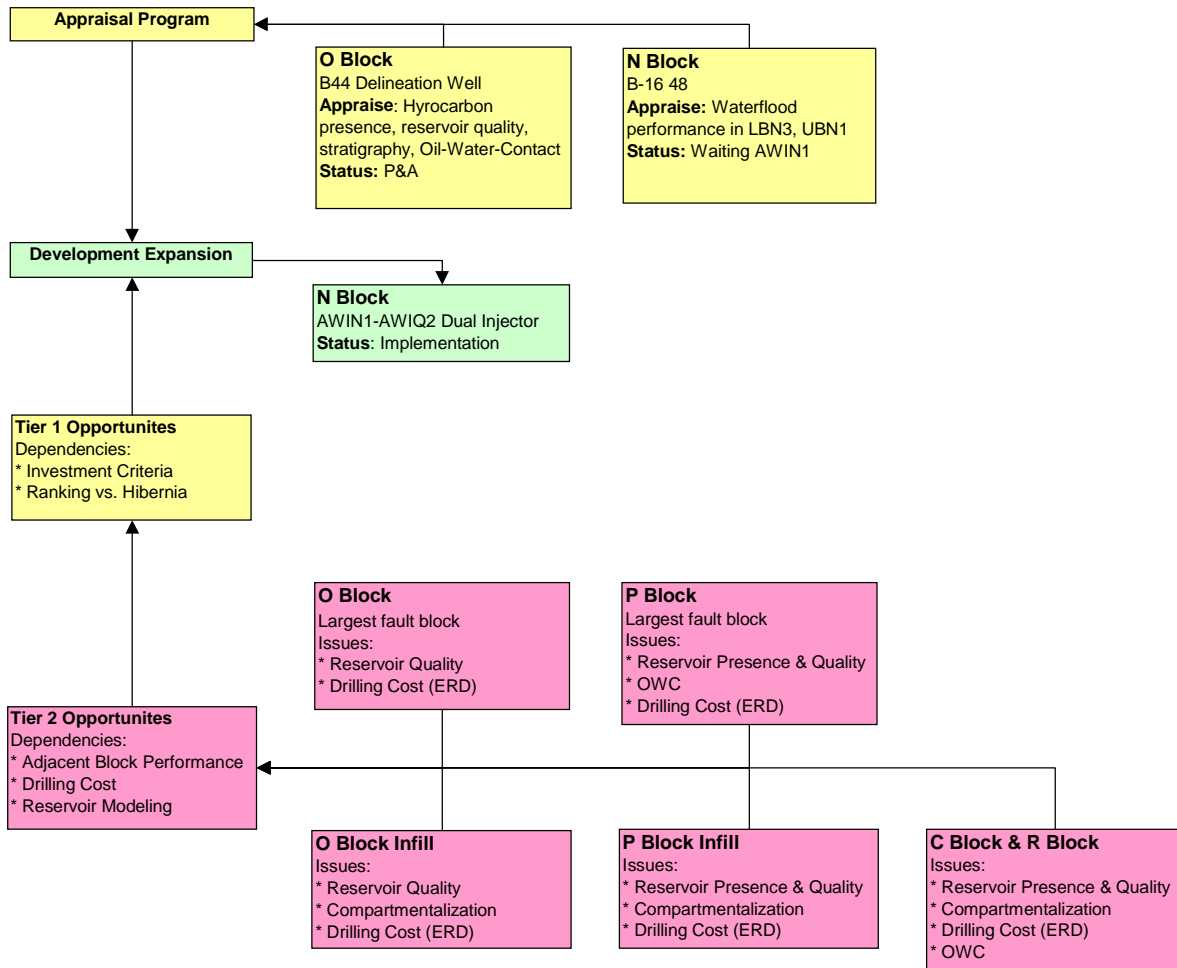 Appraisal Program
O Block
B44 Delineation Well
Appraise: Hyrocarbon
presence, reservoir quality,
stratigraphy, Oil-Water-Contact
Status: P&A
N Block
B-16 48
Appraise: Waterflood
performance in LBN3, UBN1
Status: Waiting AWIN1
Development Expansion
N Block
AWIN1-AWIQ2 Dual Injector
Status: Implementation
Tier 1 Opportunites
Dependencies:
* Investment Criteria
* Ranking vs. Hibernia
O Block
Largest fault block
Issues:
* Reservoir Quality
* Drilling Cost (ERD)
P Block
Largest fault block
Issues:
* Reservoir Presence & Quality
* OWC
* Drilling Cost (ERD)
Tier 2 Opportunites
Dependencies:
* Adjacent Block Performance
* Drilling Cost
* Reservoir Modeling
O Block Infill
Issues:
* Reservoir Quality
* Compartmentalization
* Drilling Cost (ERD)
P Block Infill
Issues:
* Reservoir Presence & Quality
* Compartmentalization
* Drilling Cost (ERD)
C Block & R Block
Issues:
* Reservoir Presence & Quality
* Compartmentalization
* Drilling Cost (ERD)
* OWC